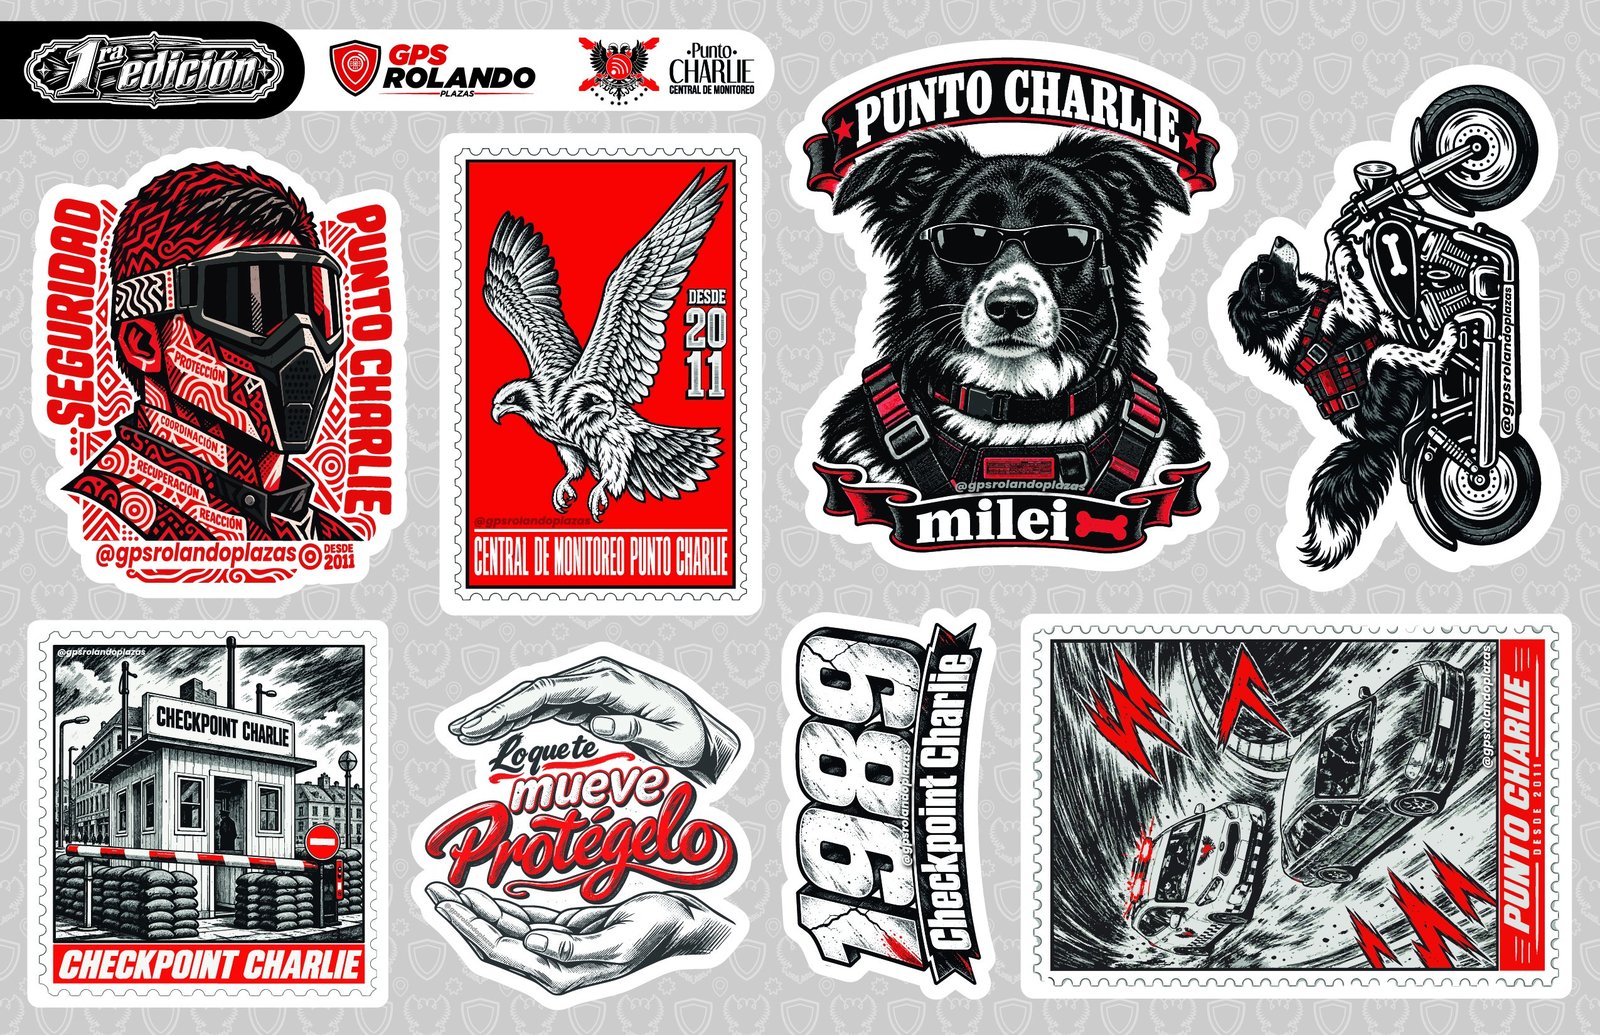 1ra edición
GPS
ROLANDO
PLAZAS
Punto
CHARLIE
CENTRAL DE MONITOREO
SEGURIDAD
PUNTO CHARLIE
PROTECCIÓN
COORDINACIÓN
RECUPERACIÓN
REACCIÓN
@gpsrolandoplazas
DESDE
2011
DESDE
20
11
@gpsrolandoplazas
CENTRAL DE MONITOREO PUNTO CHARLIE
PUNTO CHARLIE
@gpsrolandoplazas
milei
@gpsrolandoplazas
@gpsrolandoplazas
CHECKPOINT CHARLIE
CHECKPOINT CHARLIE
Lo que te
mueve
Protégelo
@gpsrolandoplazas
1989
@gpsrolandoplazas
Checkpoint Charlie
@gpsrolandoplazas
PUNTO CHARLIE
DESDE 2011